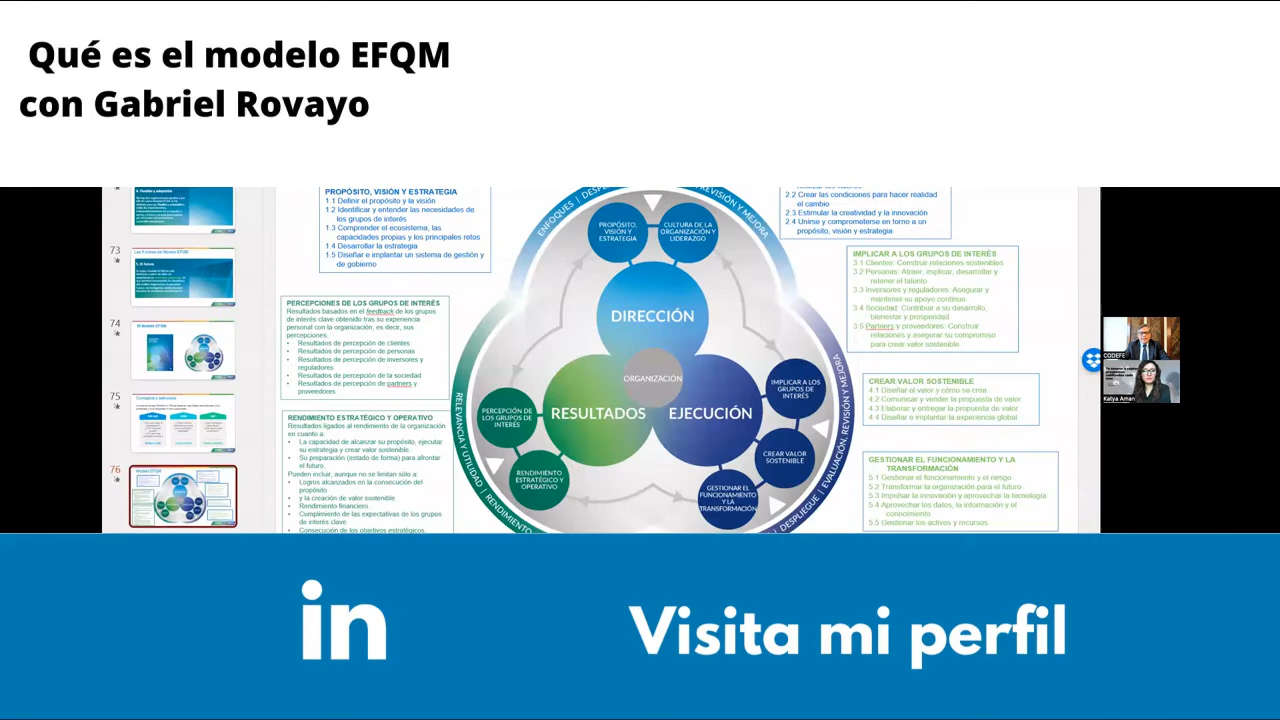 Qué es el modelo EFQM
con Gabriel Rovayo
73
74
75
76
El Modelo EFQM
PROPÓSITO, VISIÓN Y ESTRATEGIA
1.1 Definir el propósito y la visión
1.2 Identificar y entender las necesidades de
los grupos de interés
1.3 Comprender el ecosistema, las
capacidades propias y los principales retos
1.4 Desarrollar la estrategia
1.5 Diseñar e implantar un sistema de gestión y
de gobierno
PERCEPCIONES DE LOS GRUPOS DE INTERÉS
Resultados basados en el feedback de los grupos
de interés clave obtenido tras su experiencia
personal con la organización, es decir, sus
percepciones.
• Resultados de percepción de clientes
• Resultados de percepción de personas
• Resultados de percepción de inversores y
reguladores
• Resultados de percepción de la sociedad
• Resultados de percepción de partners y
proveedores
RENDIMIENTO ESTRATÉGICO Y OPERATIVO
Resultados ligados al rendimiento de la organización
en cuanto a:
• La capacidad de alcanzar su propósito, ejecutar
su estrategia y crear valor sostenible.
• Su preparación (estado de forma) para afrontar
el futuro.
Pueden incluir, aunque no se limitan sólo a:
• Logros alcanzados en la consecución del
propósito
• y la creación de valor sostenible
• Rendimiento financiero.
• Cumplimiento de las expectativas de los grupos
de interés clave.
• Consecución de los objetivos estratégicos.
ENFOQUES | DESPL
REVISIÓN Y MEJORA
PROPÓSITO,
VISIÓN Y
ESTRATEGIA
CULTURA DE LA
ORGANIZACIÓN Y
LIDERAZGO
DIRECCIÓN
ORGANIZACIÓN
RESULTADOS
EJECUCIÓN
PERCEPCIÓN DE
LOS GRUPOS DE
INTERÉS
RENDIMIENTO
ESTRATÉGICO Y
OPERATIVO
IMPLICAR A LOS
GRUPOS DE
INTERÉS
CREAR VALOR
SOSTENIBLE
GESTIONAR EL
FUNCIONAMIENTO
Y LA
TRANSFORMACIÓN
RELEVANCIA Y UTILIDAD | RENDIMIENTO
| DESPLIEGUE | EVALUACIÓN, REVISIÓN Y MEJORA
2.2 Crear las condiciones para hacer realidad
el cambio
2.3 Estimular la creatividad y la innovación
2.4 Unirse y comprometerse en torno a un
propósito, visión y estrategia
IMPLICAR A LOS GRUPOS DE INTERÉS
3.1 Clientes: Construir relaciones sostenibles
3.2 Personas: Atraer, implicar, desarrollar y
retener el talento
3.3 Inversores y reguladores: Asegurar y
mantener su apoyo continuo
3.4 Sociedad: Contribuir a su desarrollo,
bienestar y prosperidad
3.5 Partners y proveedores: Construir
relaciones y asegurar su compromiso
para crear valor sostenible
CREAR VALOR SOSTENIBLE
4.1 Diseñar el valor y cómo se crea
4.2 Comunicar y vender la propuesta de valor
4.3 Elaborar y entregar la propuesta de valor
4.4 Diseñar e implantar la experiencia global
GESTIONAR EL FUNCIONAMIENTO Y LA
TRANSFORMACIÓN
5.1 Gestionar el funcionamiento y el riesgo
5.2 Transformar la organización para el futuro
5.3 Impulsar la innovación y aprovechar la tecnología
5.4 Aprovechar los datos, la información y el
conocimiento
5.5 Gestionar los activos y recursos
CODEFE
Katya Aman
in
Visita mi perfil